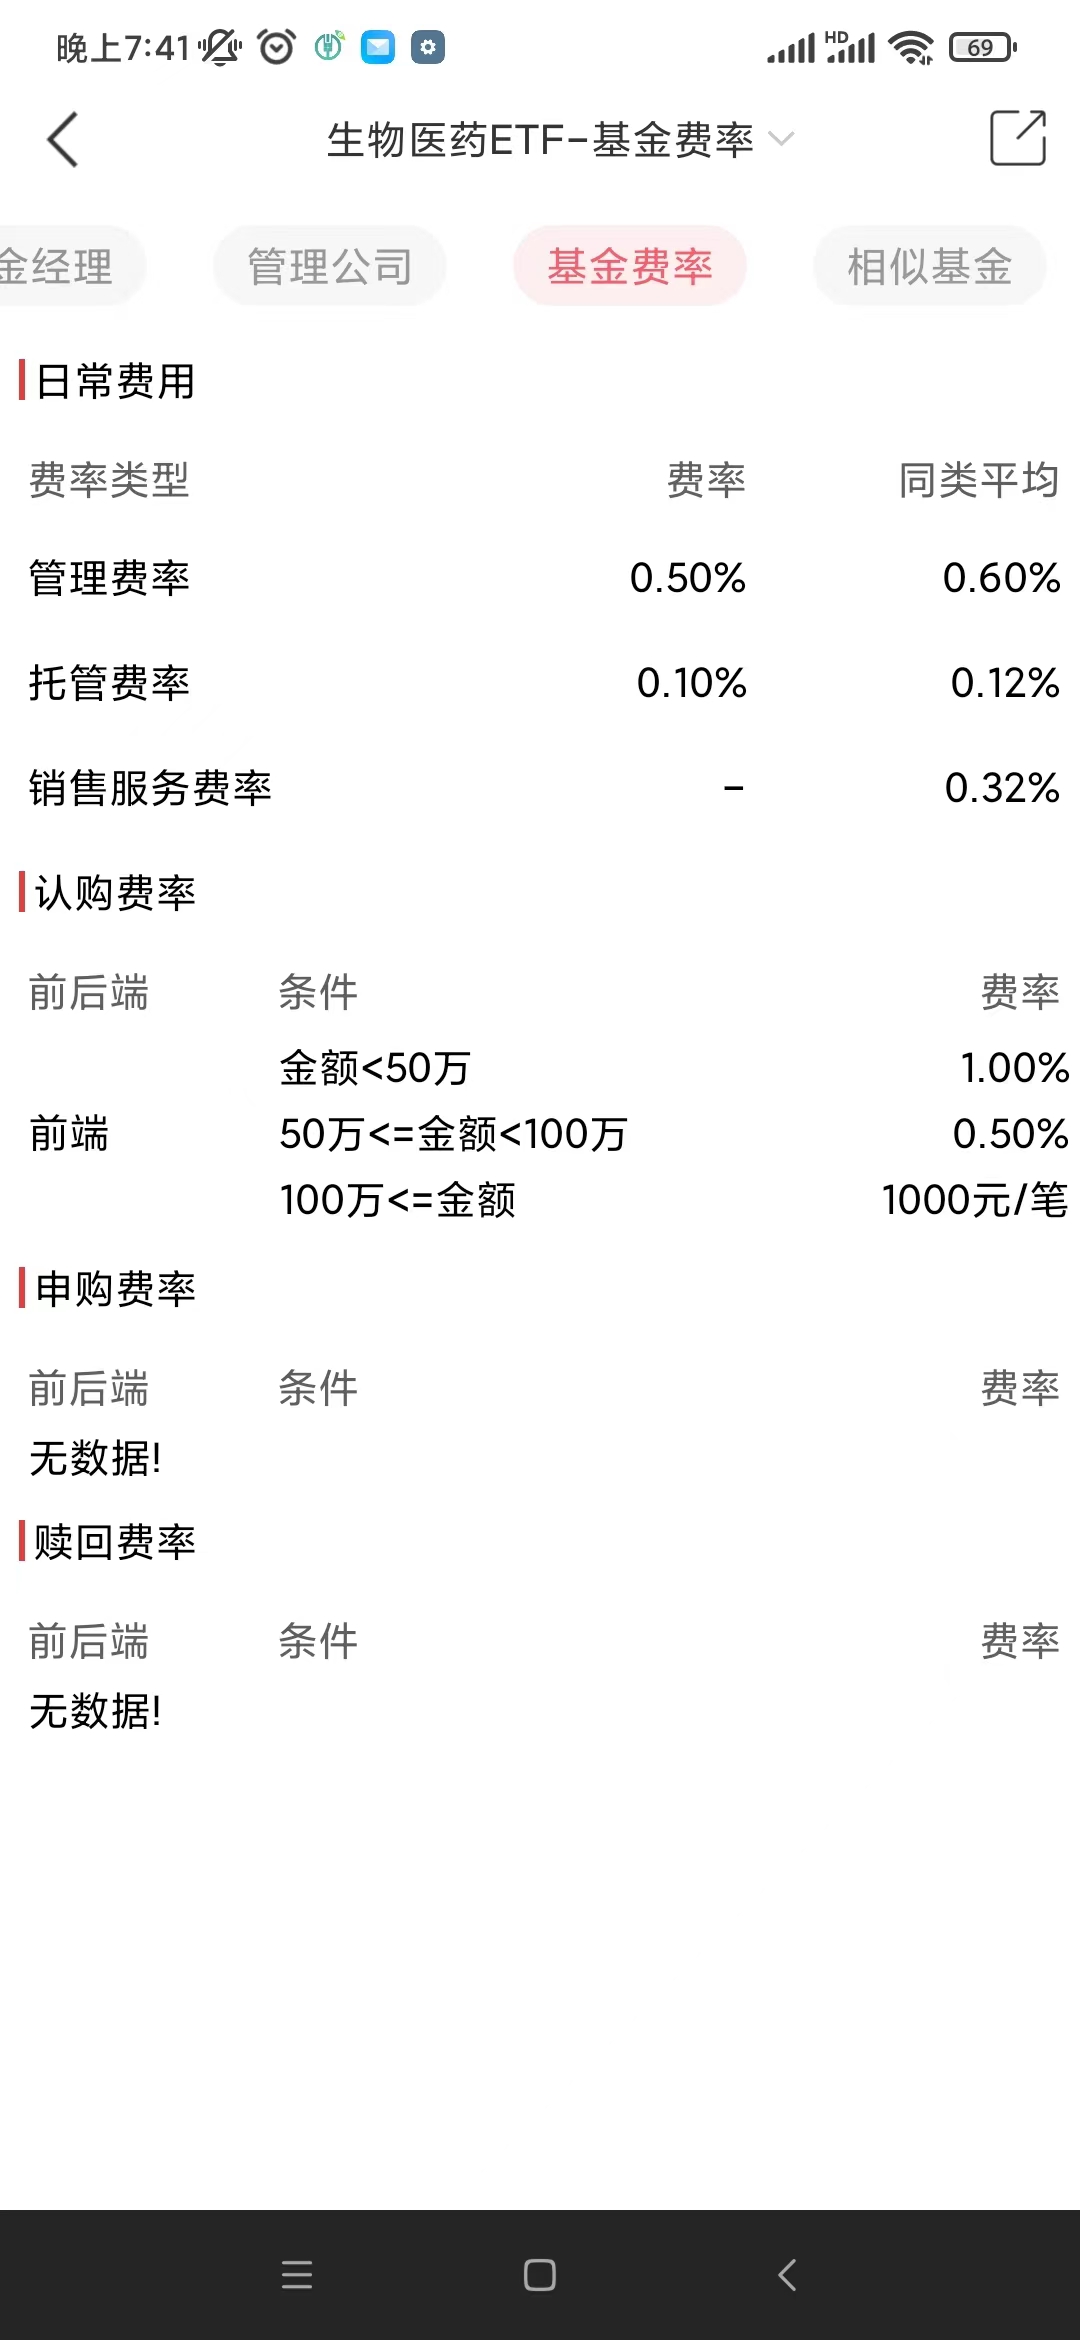 晚上7:41
HD
69
生物医药ETF-基金费率
金经理 管理公司 基金费率 相似基金
日常费用
费率类型 费率 同类平均
管理费率 0.50% 0.60%
托管费率 0.10% 0.12%
销售服务费率 - 0.32%
认购费率
前后端 条件 费率
金额<50万 1.00%
前端 50万<=金额<100万 0.50%
100万<=金额 1000元/笔
申购费率
前后端 条件 费率
无数据!
赎回费率
前后端 条件 费率
无数据!